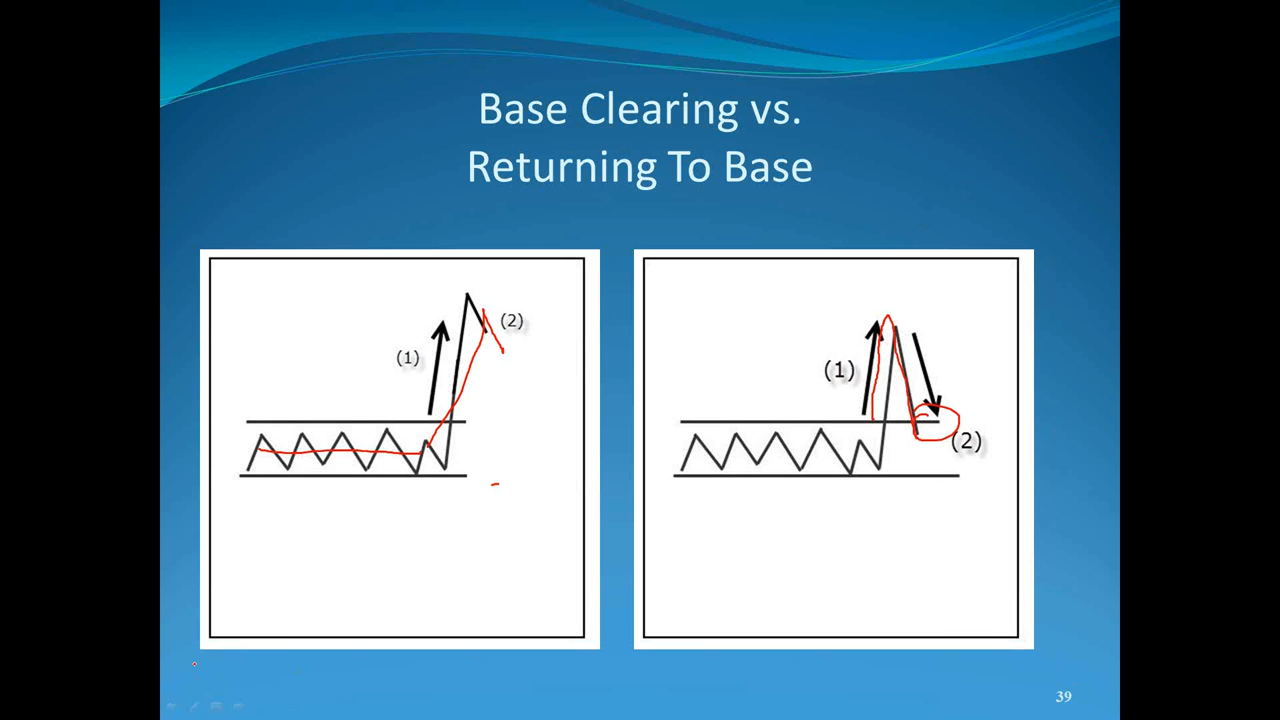 Base Clearing vs.
Returning To Base
(1)
(2)
(1)
(2)
39